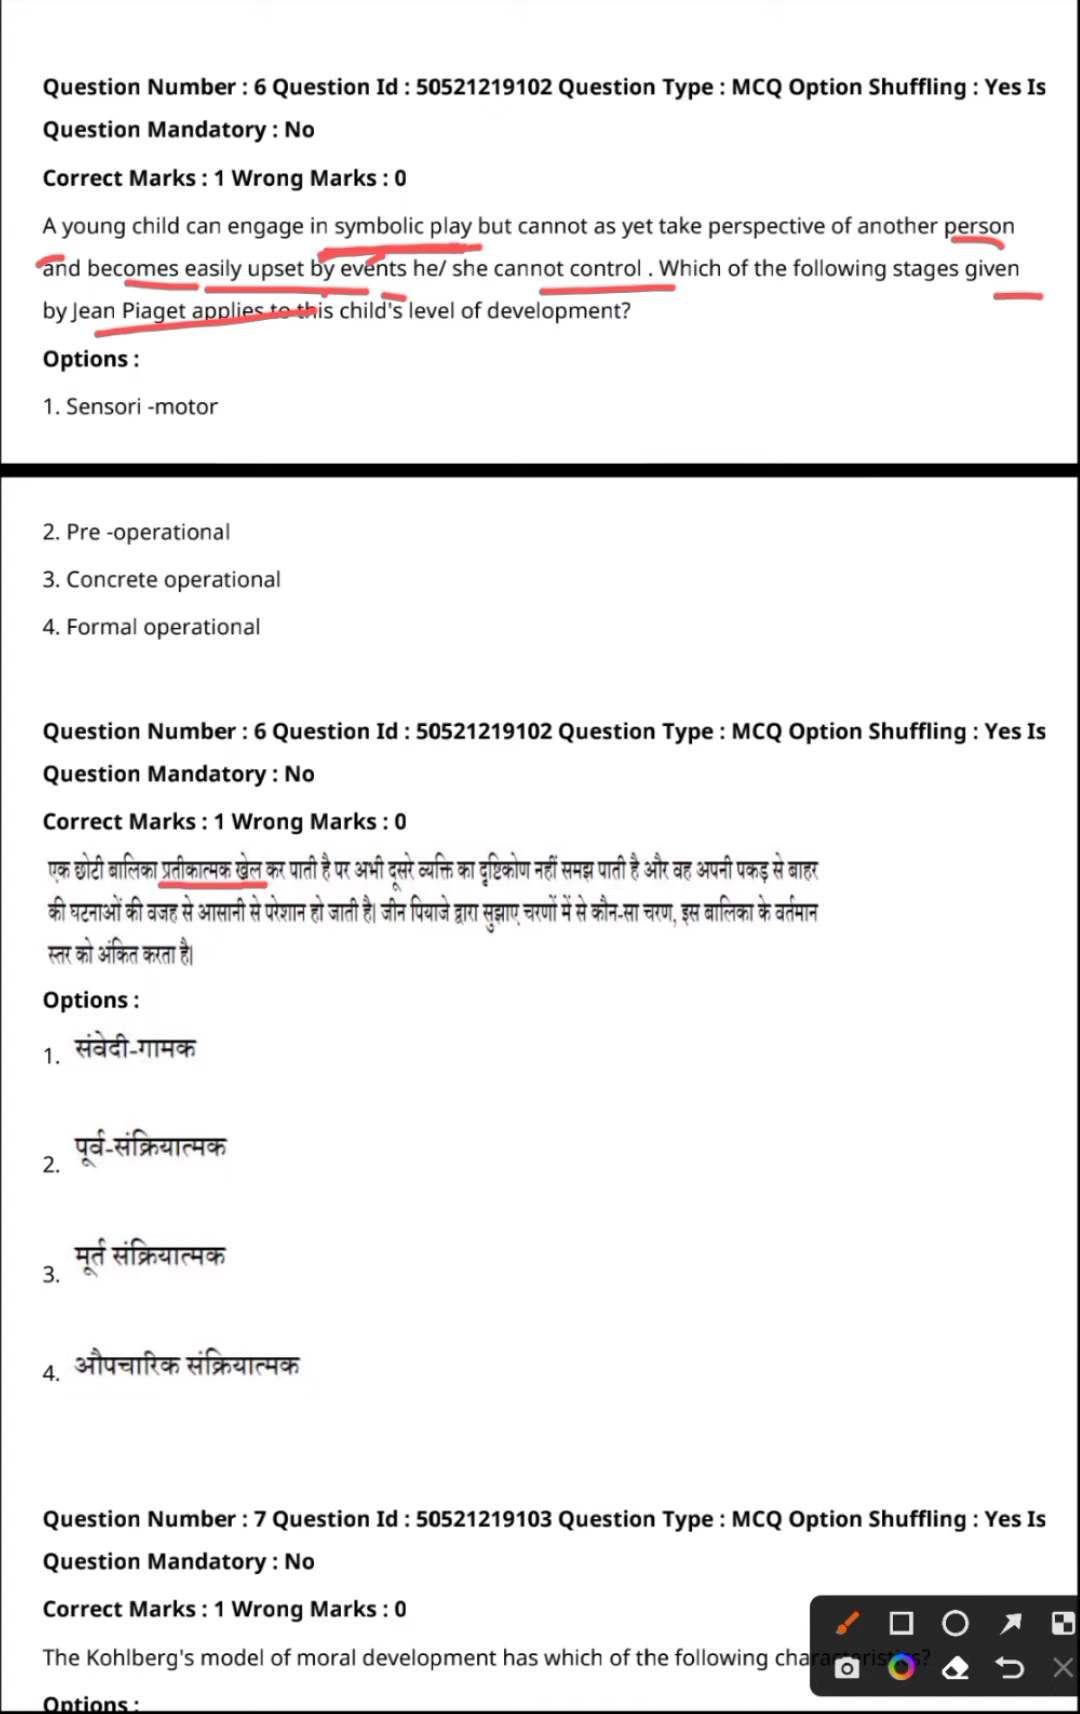 Question Number : 6 Question Id : 50521219102 Question Type : MCQ Option Shuffling : Yes Is
Question Mandatory : No
Correct Marks : 1 Wrong Marks : 0
A young child can engage in symbolic play but cannot as yet take perspective of another person
and becomes easily upset by events he/ she cannot control . Which of the following stages given
by Jean Piaget applies to this child's level of development?
Options :
1. Sensori -motor
2. Pre -operational
3. Concrete operational
4. Formal operational
Question Number : 6 Question Id : 50521219102 Question Type : MCQ Option Shuffling : Yes Is
Question Mandatory : No
Correct Marks : 1 Wrong Marks : 0
एक छोटी बालिका प्रतीकात्मक खेल कर पाती है पर अभी दूसरे व्यक्ति का दृष्टिकोण नहीं समझ पाती है और वह अपनी पकड़ से बाहर
की घटनाओं की वजह से आसानी से परेशान हो जाती है। जीन पियाजे द्वारा सुझाए चरणों में से कौन-सा चरण, इस बालिका के वर्तमान
स्तर को अंकित करता है।
Options :
1. संवेदी-गामक
2. पूर्व-संक्रियात्मक
3. मूर्त संक्रियात्मक
4. औपचारिक संक्रियात्मक
Question Number : 7 Question Id : 50521219103 Question Type : MCQ Option Shuffling : Yes Is
Question Mandatory : No
Correct Marks : 1 Wrong Marks : 0
The Kohlberg's model of moral development has which of the following characteristics?
Options :